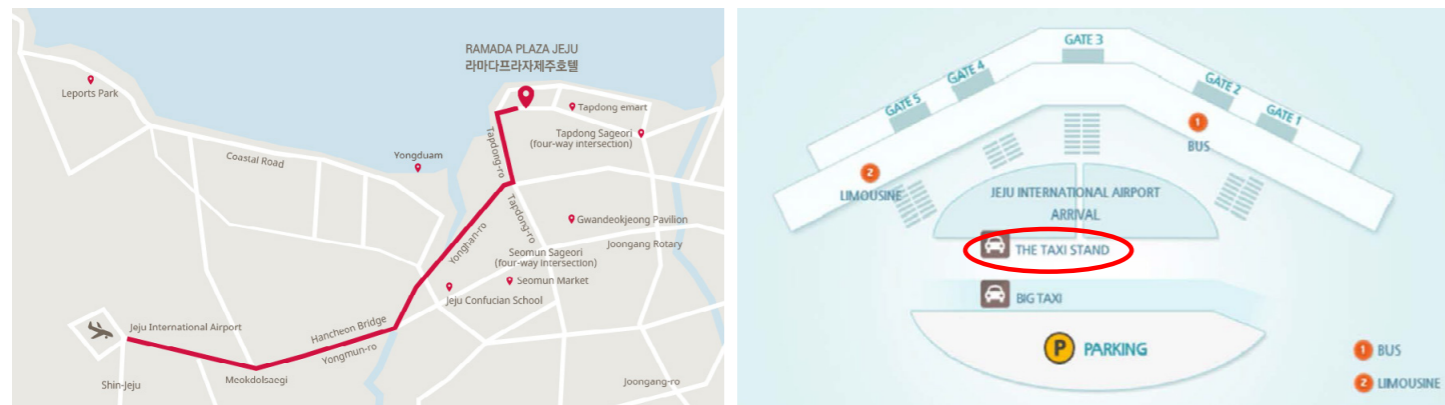 RAMADA PLAZA JEJU
라마다프라자제주호텔
Leports Park
Tapdong emart
Tapdong Sageori
(four-way intersection)
Coastal Road
Yongduam
Tapdong-ro
Tapdong-ro
Gwandeokjeong Pavilion
Yonghan-ro
Seomun Sageori
(four-way intersection)
Joongang Rotary
Seomun Market
Jeju Confucian School
Jeju International Airport
Hancheon Bridge
Yongmun-ro
Meokdolsaegi
Shin-Jeju
Joongang-ro
GATE 3
GATE 4
GATE 2
GATE 5
GATE 1
1
BUS
2
LIMOUSINE
JEJU INTERNATIONAL AIRPORT
ARRIVAL
THE TAXI STAND
BIG TAXI
P PARKING
1 BUS
2 LIMOUSINE